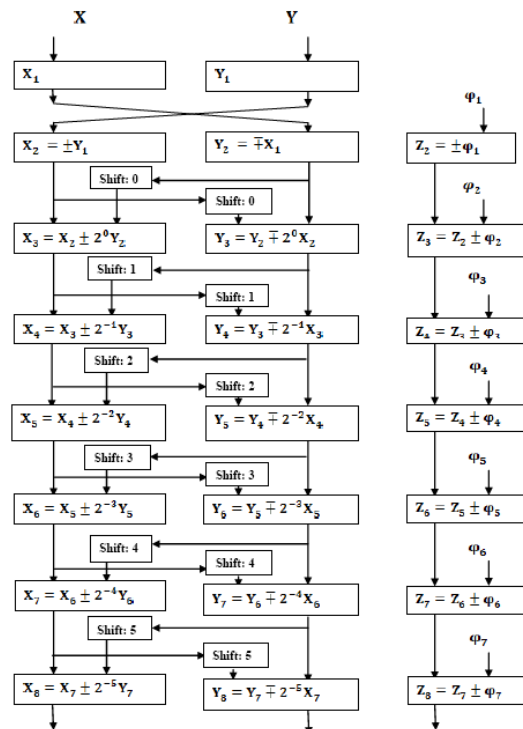 X Y
X₁ Y₁
φ₁
X₂ = ±Y₁ Y₂ = ∓X₁ Z₂ = ±φ₁
Shift: 0
φ₂
Shift: 0
X₃ = X₂ ± 2⁰Y₂ Y₃ = Y₂ ∓ 2⁰X₂ Z₃ = Z₂ ± φ₂
Shift: 1
φ₃
Shift: 1
X₄ = X₃ ± 2⁻¹Y₃ Y₄ = Y₃ ∓ 2⁻¹X₃ Z₄ = Z₃ ± φ₃
Shift: 2
φ₄
Shift: 2
X₅ = X₄ ± 2⁻²Y₄ Y₅ = Y₄ ∓ 2⁻²X₄ Z₅ = Z₄ ± φ₄
Shift: 3
φ₅
Shift: 3
X₆ = X₅ ± 2⁻³Y₅ Y₆ = Y₅ ∓ 2⁻³X₅ Z₆ = Z₅ ± φ₅
Shift: 4
φ₆
Shift: 4
X₇ = X₆ ± 2⁻⁴Y₆ Y₇ = Y₆ ∓ 2⁻⁴X₆ Z₇ = Z₆ ± φ₆
Shift: 5
φ₇
Shift: 5
X₈ = X₇ ± 2⁻⁵Y₇ Y₈ = Y₇ ∓ 2⁻⁵X₇ Z₈ = Z₇ ± φ₇